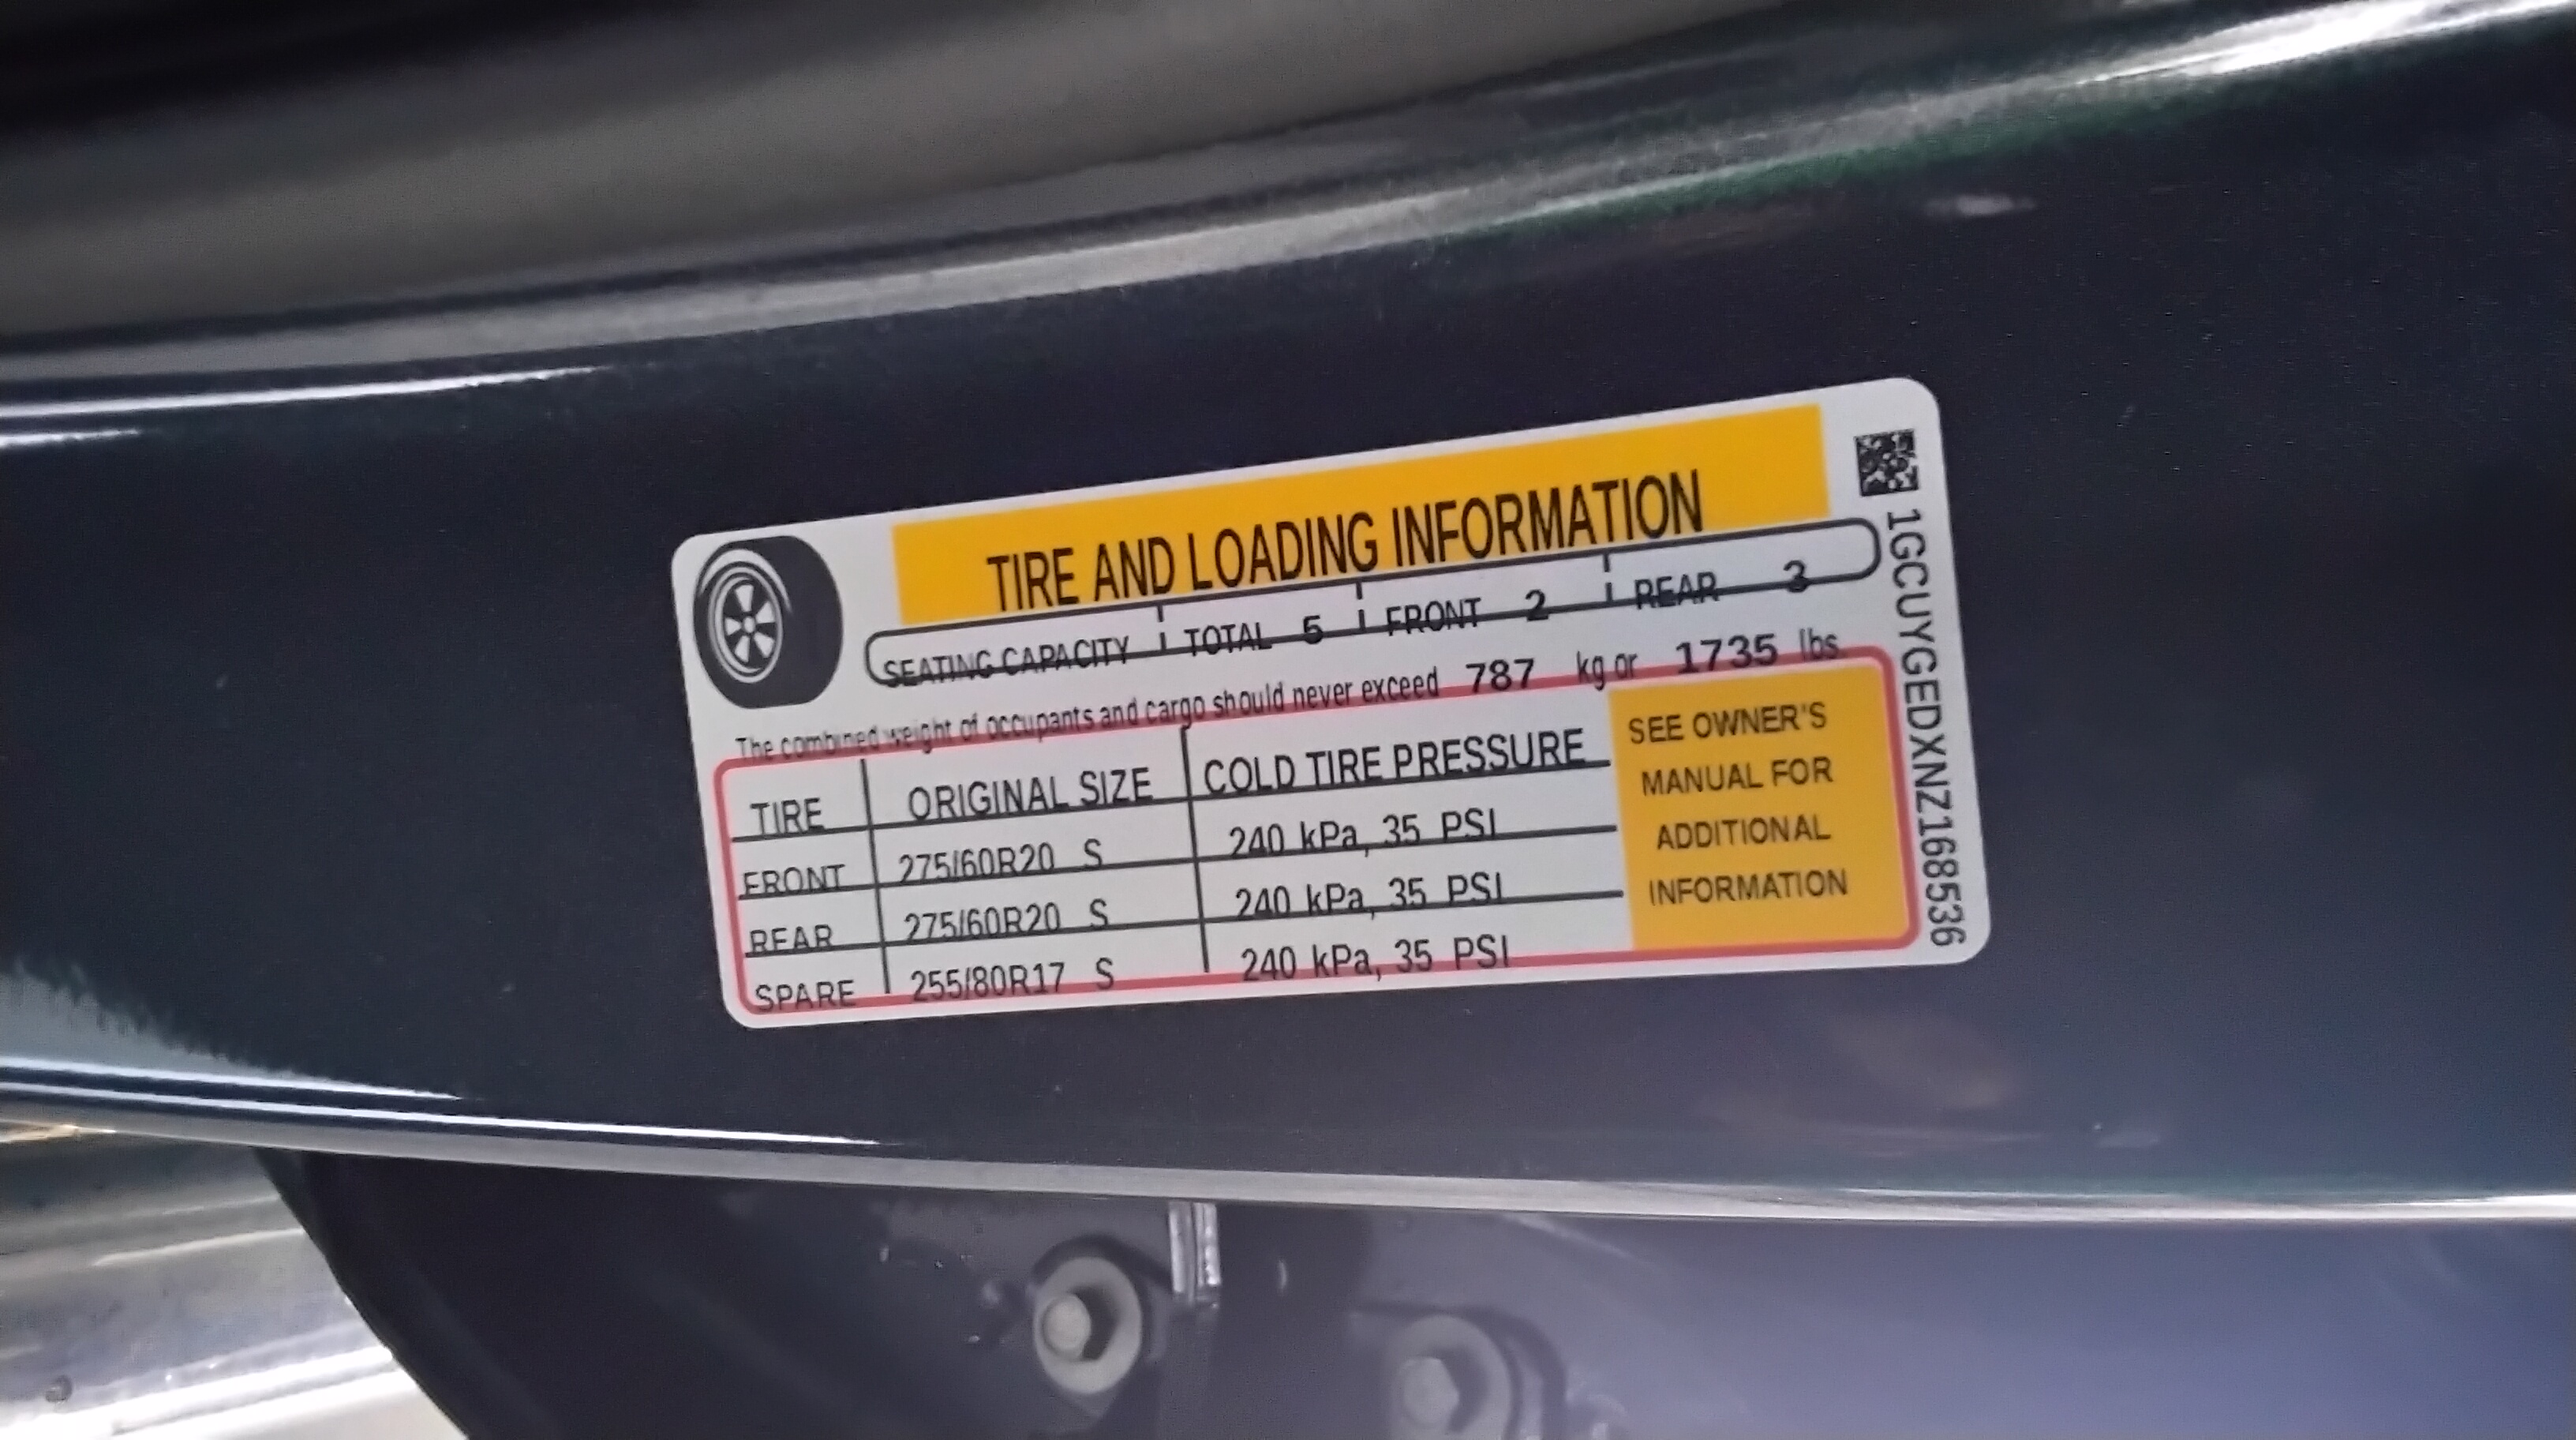 TIRE AND LOADING INFORMATION
SEATING CAPACITY TOTAL 5 FRONT 2 REAR 3
The combined weight of occupants and cargo should never exceed 787 kg or 1735 lbs
TIRE ORIGINAL SIZE COLD TIRE PRESSURE
FRONT 275/60R20 S 240 kPa, 35 PSI
REAR 275/60R20 S 240 kPa, 35 PSI
SPARE 255/80R17 S 240 kPa, 35 PSI
SEE OWNER'S
MANUAL FOR
ADDITIONAL
INFORMATION
1GCUYGEDXNZ168536